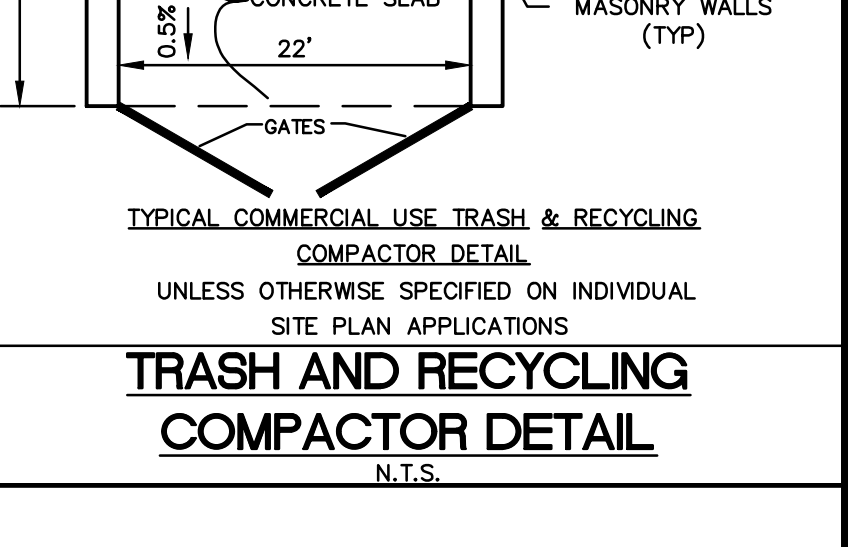 CONCRETE SLAB
MASONRY WALLS
(TYP)
0.5%
22'
GATES
TYPICAL COMMERCIAL USE TRASH & RECYCLING
COMPACTOR DETAIL
UNLESS OTHERWISE SPECIFIED ON INDIVIDUAL
SITE PLAN APPLICATIONS
TRASH AND RECYCLING
COMPACTOR DETAIL
N.T.S.